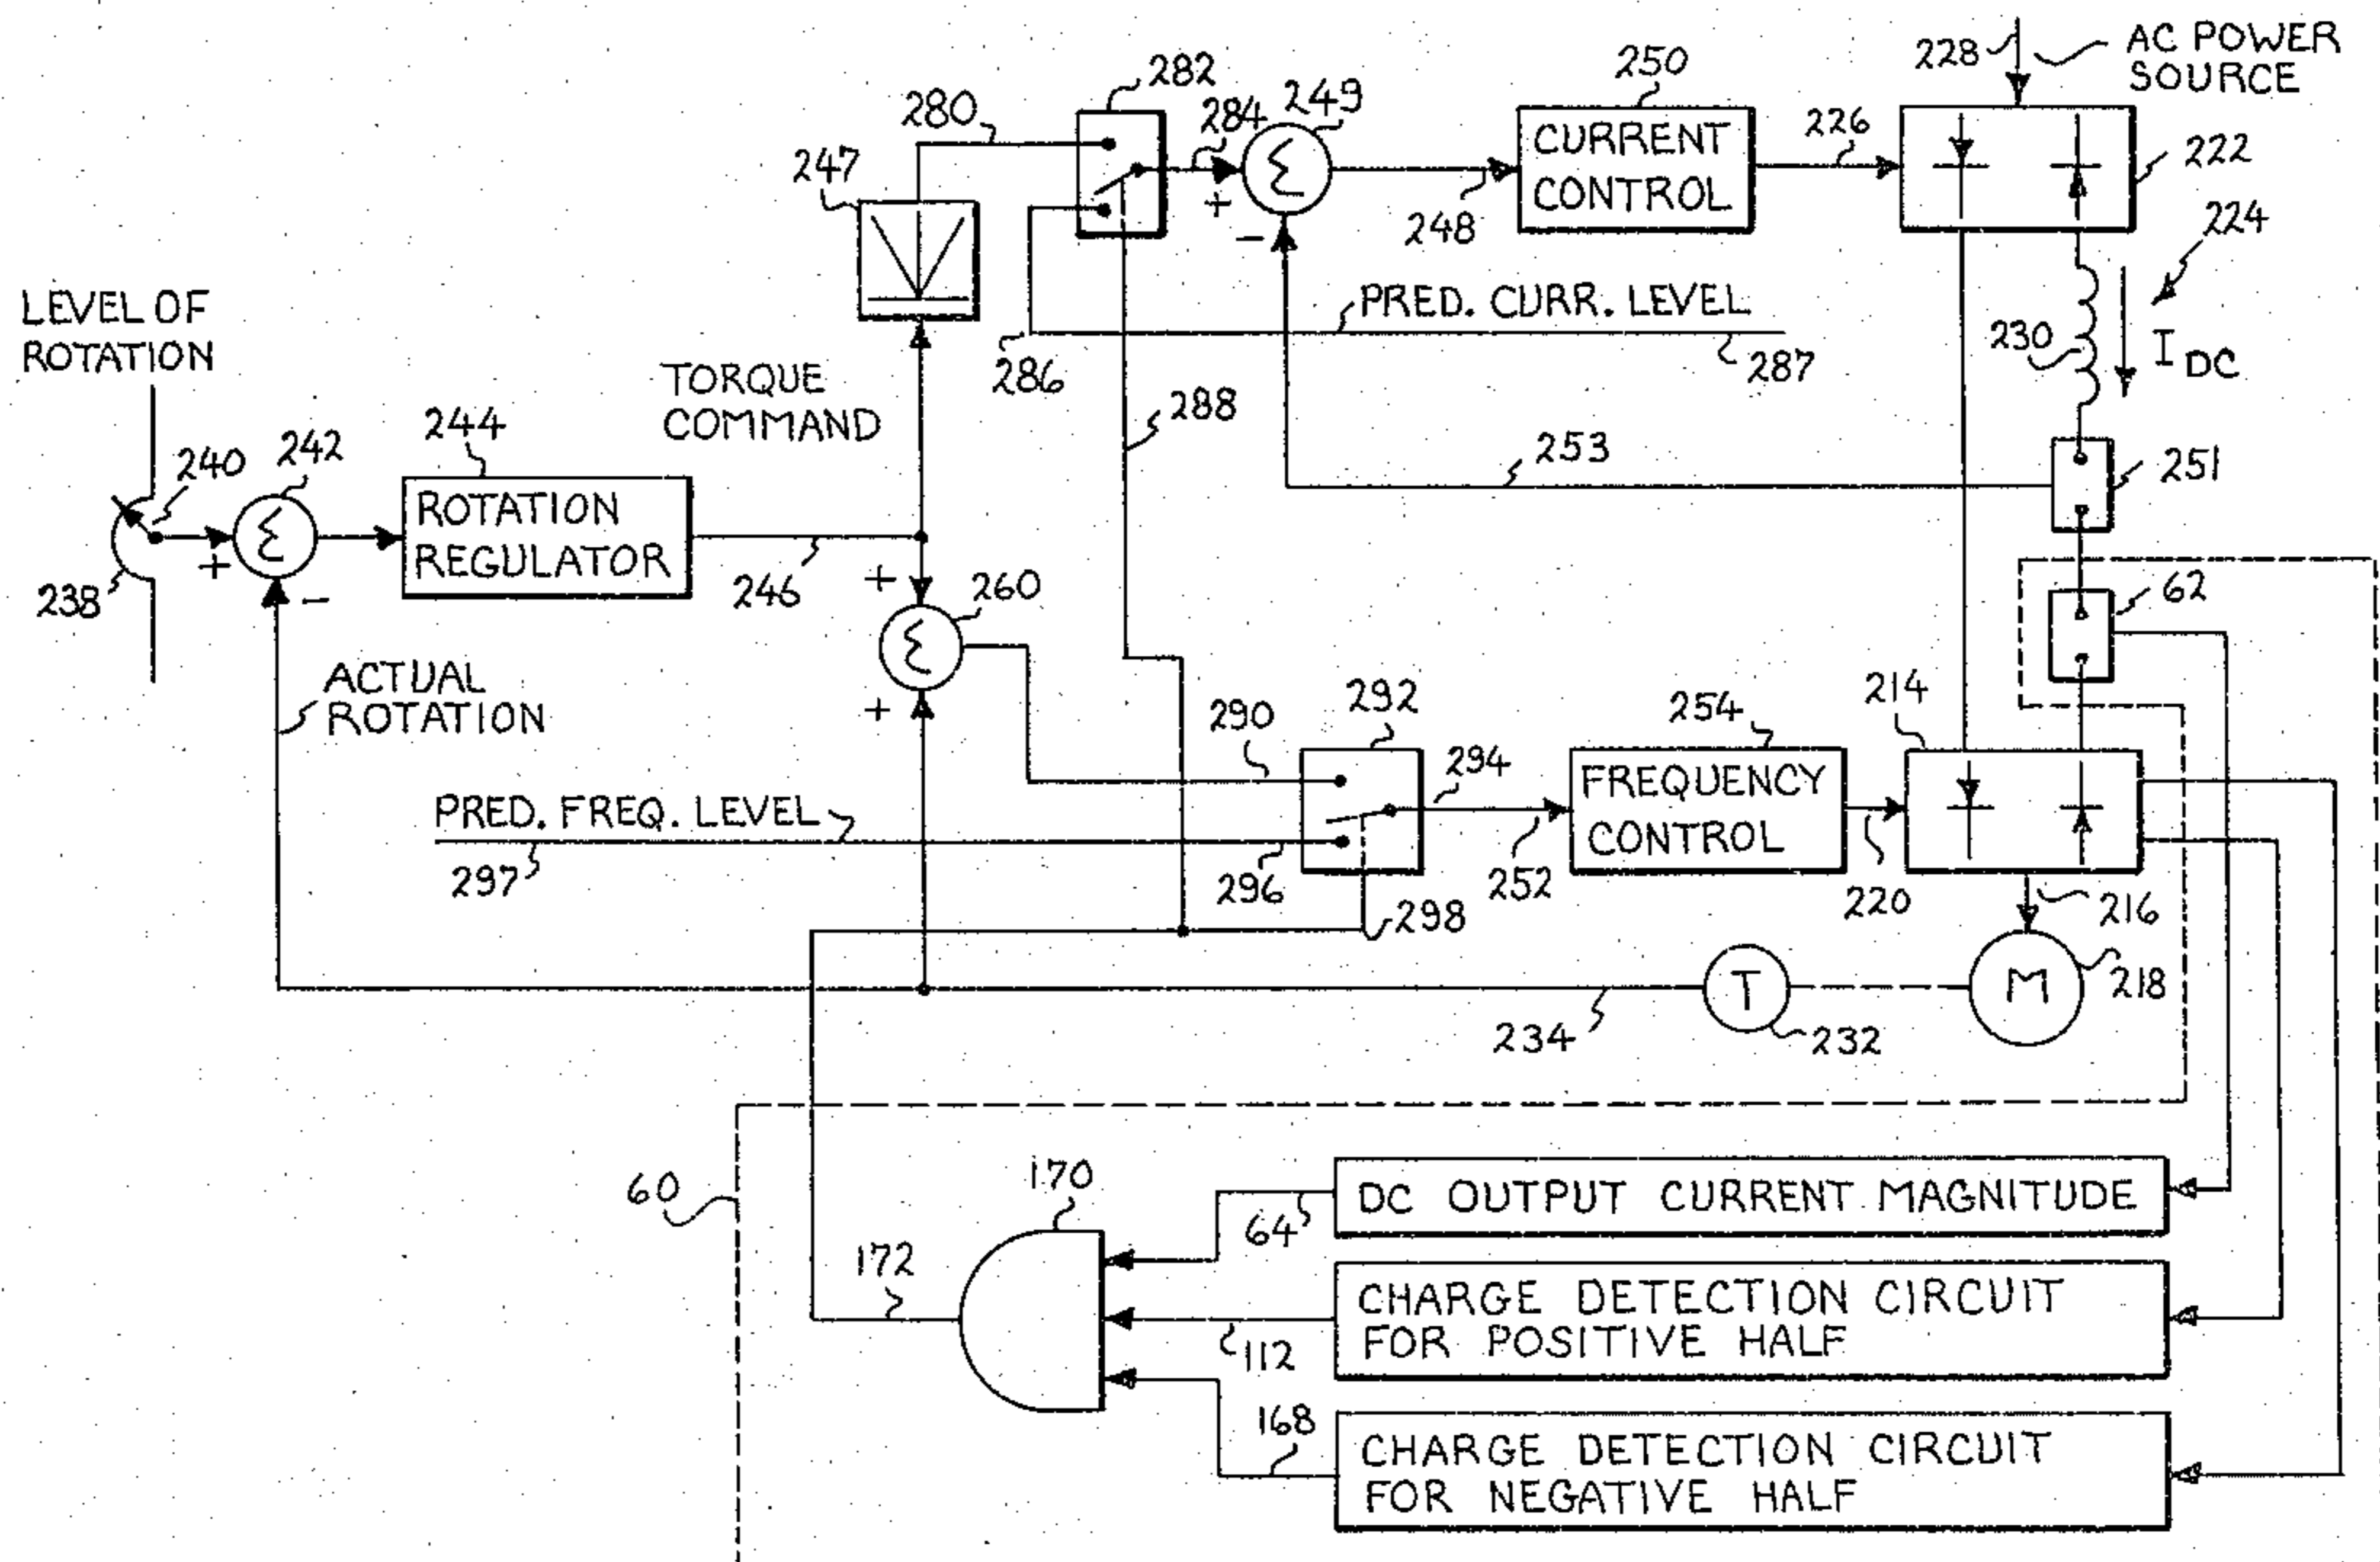 228
AC POWER
SOURCE
282
250
249
280
284
226
247
CURRENT
CONTROL
222
Σ
+
248
224
−
LEVEL OF
ROTATION
PRED. CURR. LEVEL
230
I DC
286
287
TORQUE
COMMAND
288
244
240
242
253
251
ROTATION
REGULATOR
Σ
+
−
238
246
+
260
62
Σ
ACTUAL
ROTATION
+
290
292
254
214
294
PRED. FREQ. LEVEL
FREQUENCY
CONTROL
297
296
252
220
216
298
T
M
218
234
232
60
170
DC OUTPUT CURRENT MAGNITUDE
64
172
CHARGE DETECTION CIRCUIT
FOR POSITIVE HALF
112
168
CHARGE DETECTION CIRCUIT
FOR NEGATIVE HALF